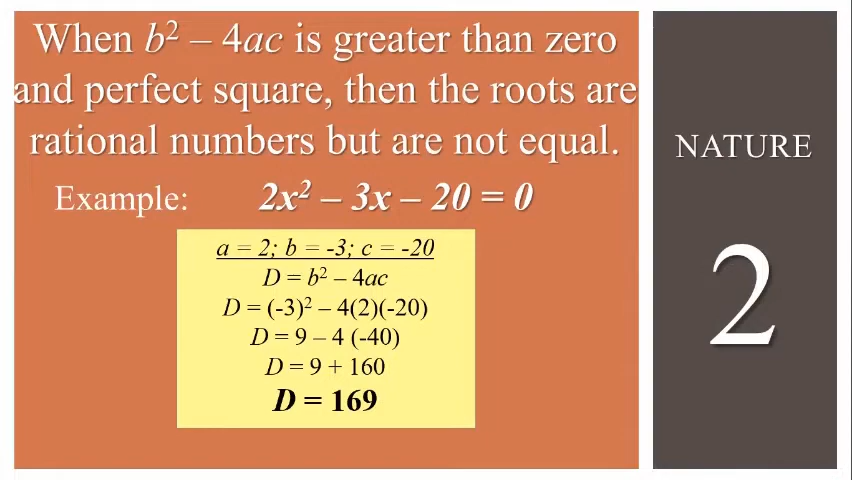 When b² – 4ac is greater than zero
and perfect square, then the roots are
rational numbers but are not equal.
Example: 2x² – 3x – 20 = 0
a = 2; b = -3; c = -20
D = b² – 4ac
D = (-3)² – 4(2)(-20)
D = 9 – 4 (-40)
D = 9 + 160
D = 169
NATURE
2